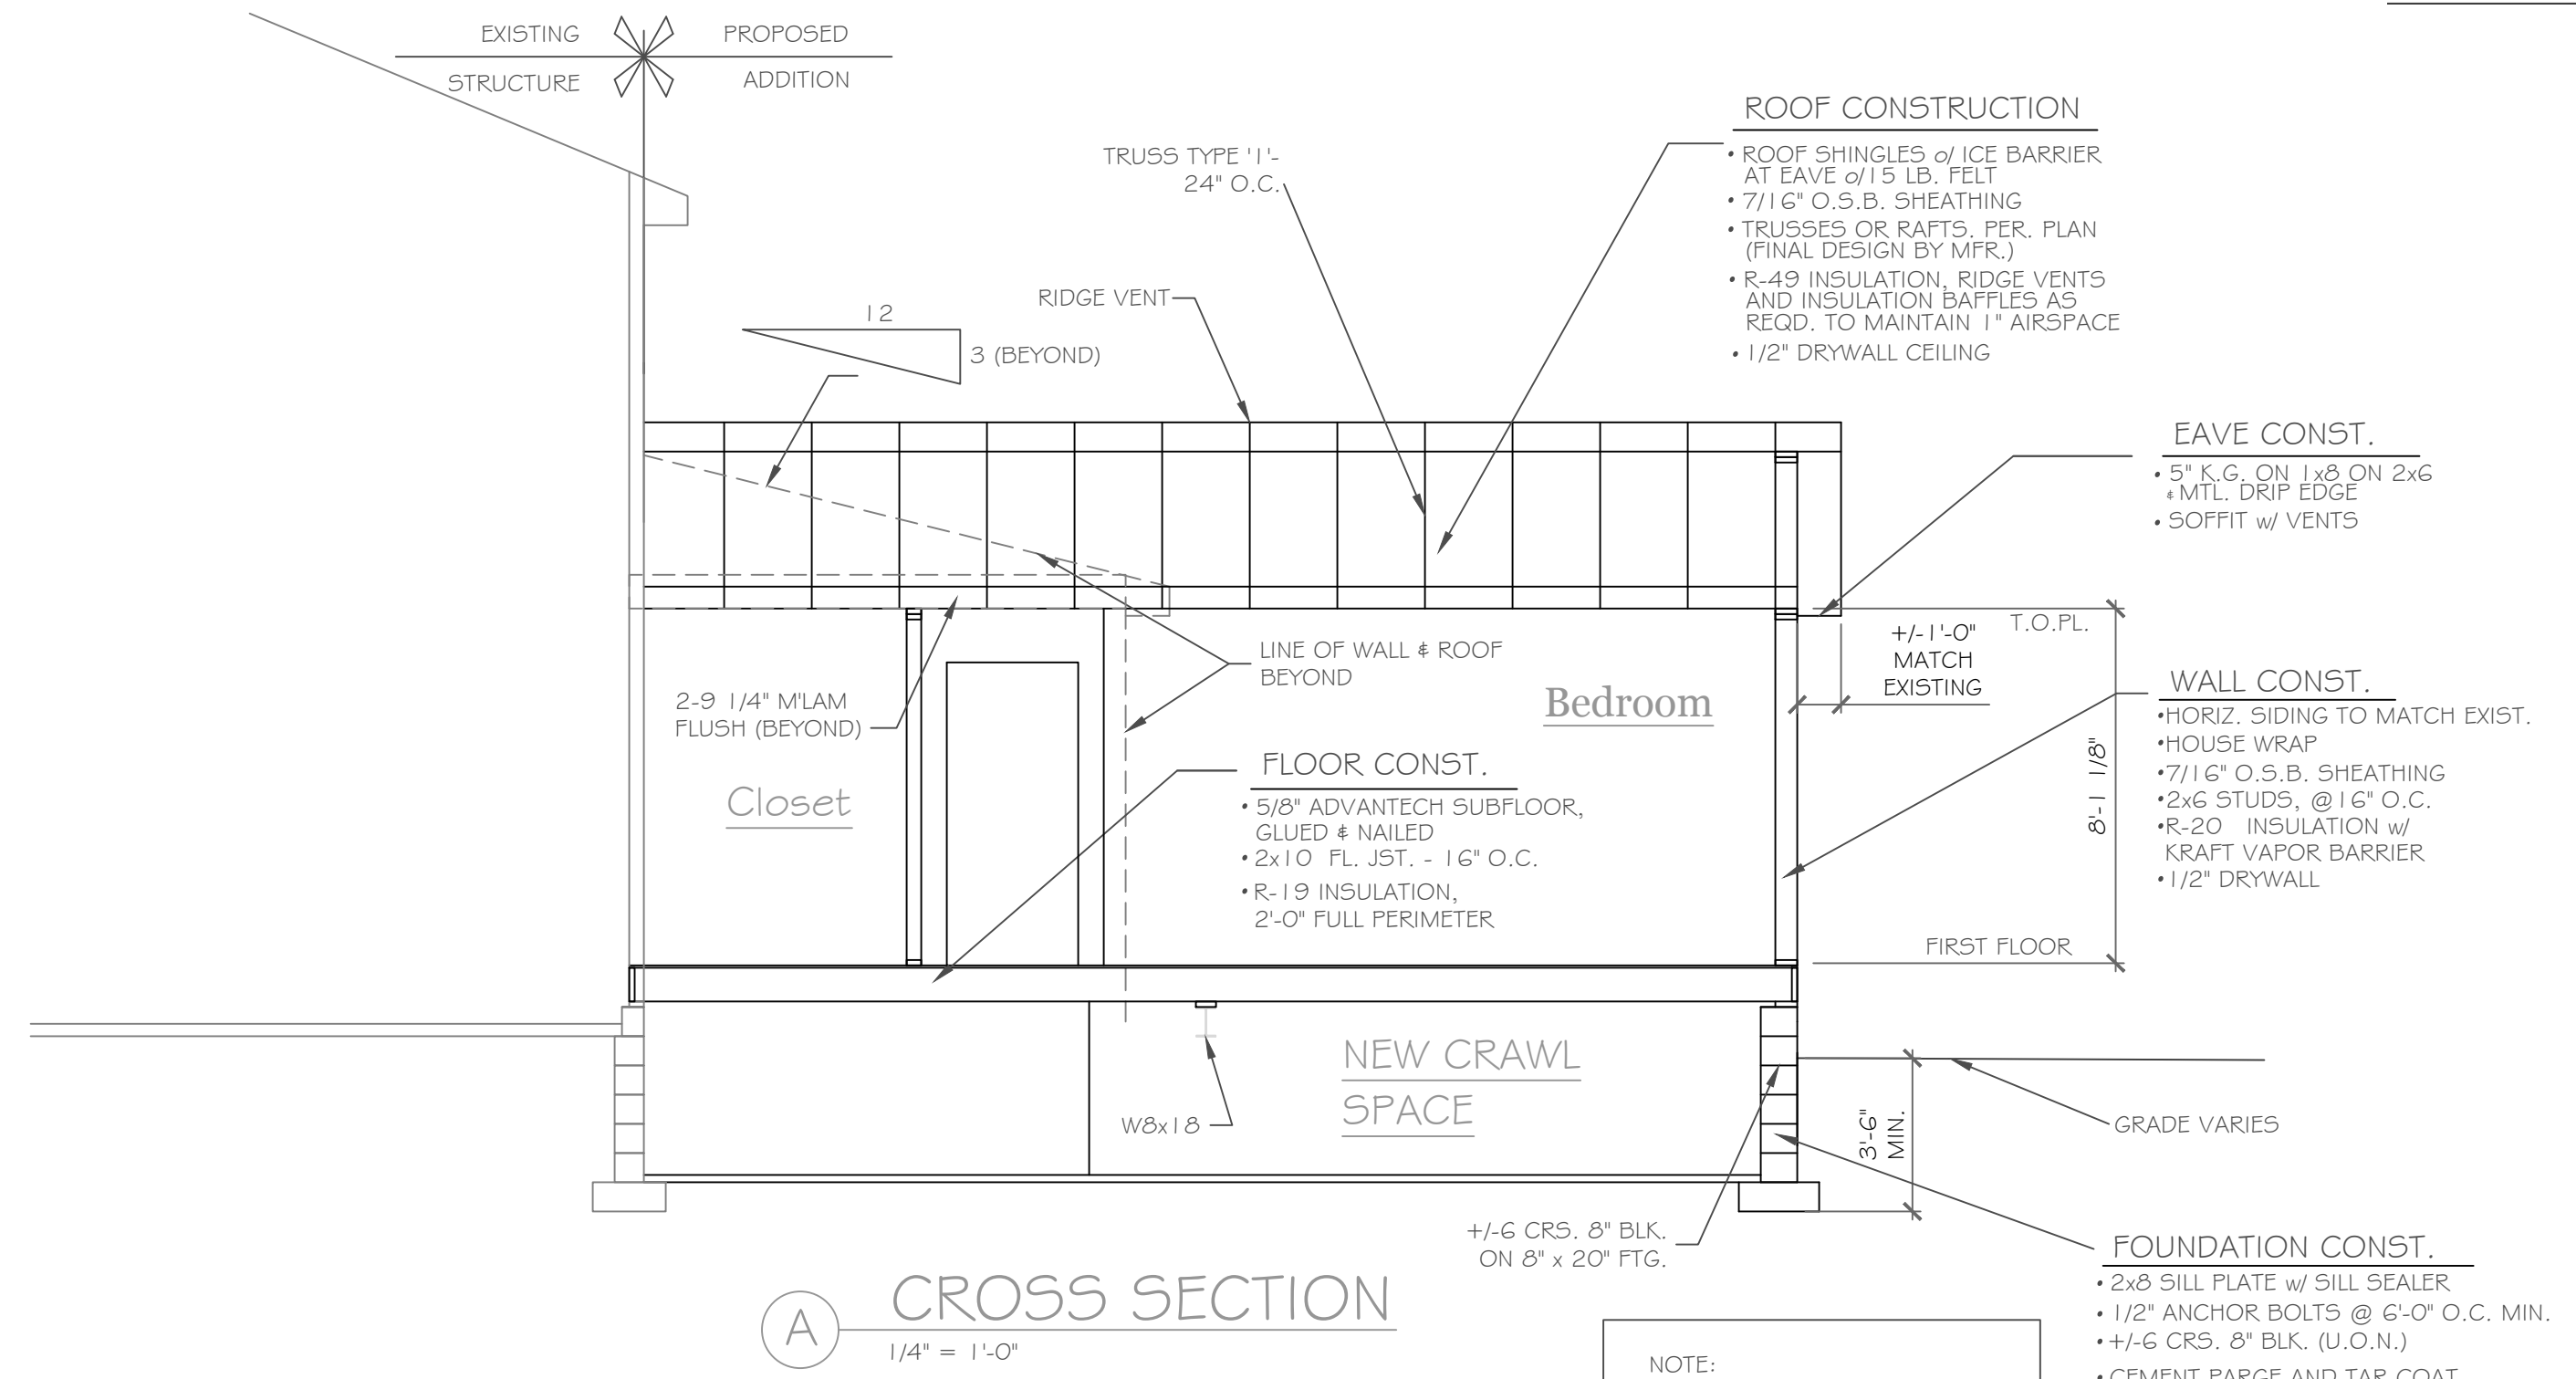 EXISTING
STRUCTURE
PROPOSED
ADDITION
TRUSS TYPE '1'-
24" O.C.
RIDGE VENT
12
3 (BEYOND)
ROOF CONSTRUCTION
• ROOF SHINGLES o/ ICE BARRIER
AT EAVE o/15 LB. FELT
• 7/16" O.S.B. SHEATHING
• TRUSSES OR RAFTS. PER. PLAN
(FINAL DESIGN BY MFR.)
• R-49 INSULATION, RIDGE VENTS
AND INSULATION BAFFLES AS
REQD. TO MAINTAIN 1" AIRSPACE
• 1/2" DRYWALL CEILING
EAVE CONST.
• 5" K.G. ON 1x8 ON 2x6
& MTL. DRIP EDGE
• SOFFIT w/ VENTS
T.O.PL.
+/-1'-0"
MATCH
EXISTING
8'-1 1/8"
WALL CONST.
•HORIZ. SIDING TO MATCH EXIST.
•HOUSE WRAP
•7/16" O.S.B. SHEATHING
•2x6 STUDS, @16" O.C.
•R-20 INSULATION w/
KRAFT VAPOR BARRIER
•1/2" DRYWALL
LINE OF WALL & ROOF
BEYOND
2-9 1/4" M'LAM
FLUSH (BEYOND)
Bedroom
Closet
FLOOR CONST.
• 5/8" ADVANTECH SUBFLOOR,
GLUED & NAILED
• 2x10 FL. JST. - 16" O.C.
• R-19 INSULATION,
2'-0" FULL PERIMETER
FIRST FLOOR
NEW CRAWL
SPACE
W8x18
3'-6"
MIN.
GRADE VARIES
+/-6 CRS. 8" BLK.
ON 8" x 20" FTG.
FOUNDATION CONST.
• 2x8 SILL PLATE w/ SILL SEALER
• 1/2" ANCHOR BOLTS @ 6'-0" O.C. MIN.
• +/-6 CRS. 8" BLK. (U.O.N.)
• CEMENT PARGE AND TAR COAT
A
CROSS SECTION
1/4" = 1'-0"
NOTE: